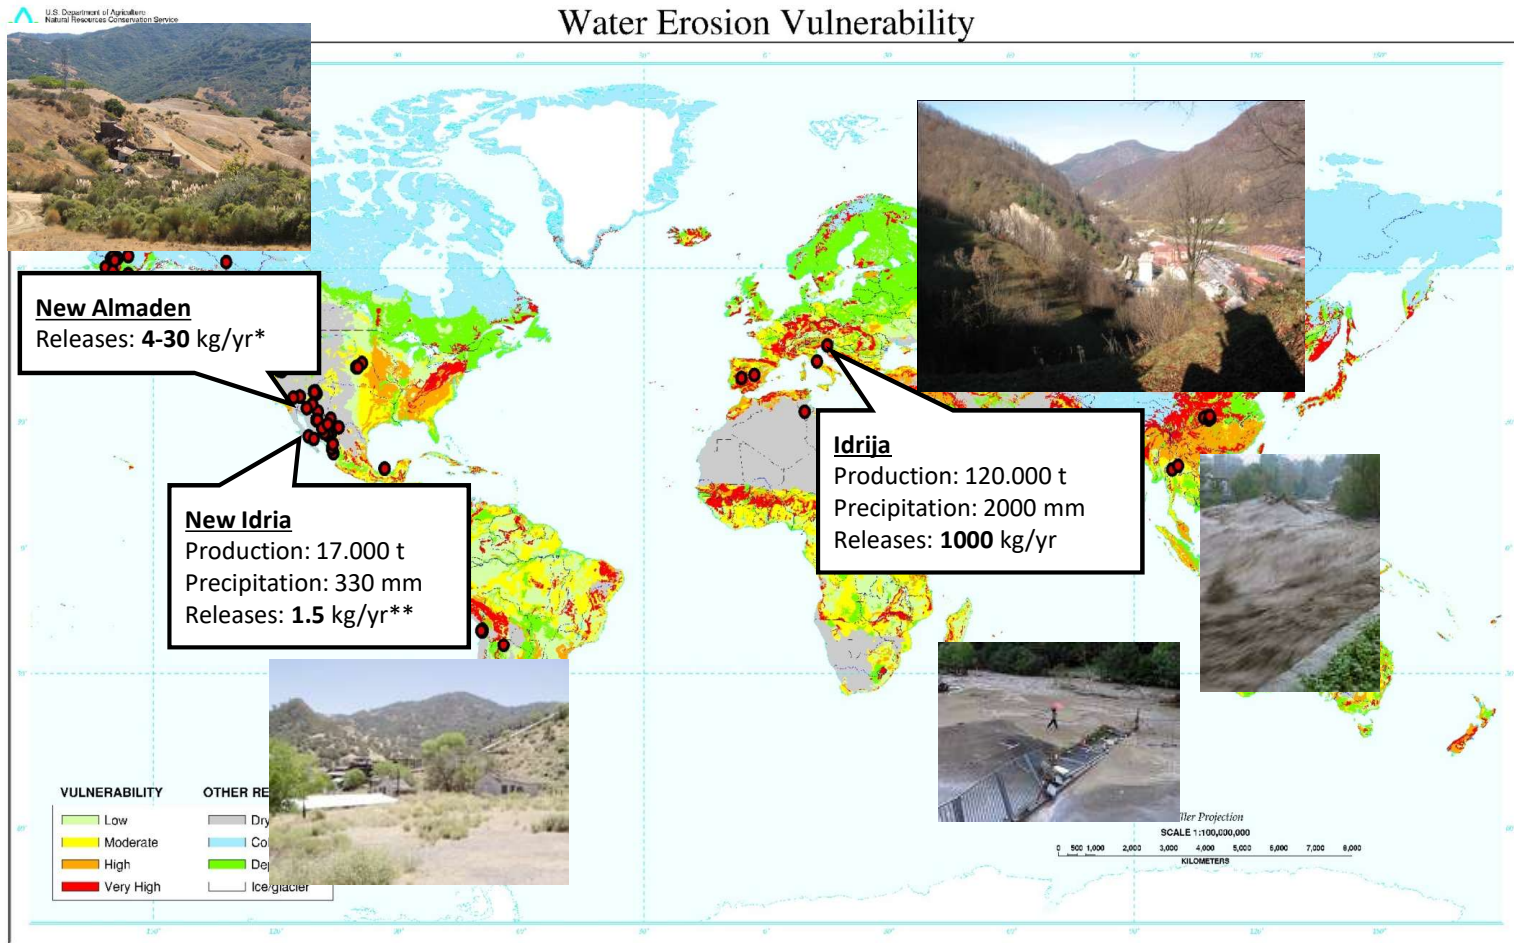 U.S. Department of Agriculture
Natural Resources Conservation Service
Water Erosion Vulnerability
New Almaden
Releases: 4-30 kg/yr*
New Idria
Production: 17.000 t
Precipitation: 330 mm
Releases: 1.5 kg/yr**
Idrija
Production: 120.000 t
Precipitation: 2000 mm
Releases: 1000 kg/yr
VULNERABILITY
Low
Moderate
High
Very High
OTHER RE
Dry
Co
De
Ice/glacier
ller Projection
SCALE 1:100,000,000
0 500 1,000 2,000 3,000 4,000 5,000 6,000 7,000 8,000
KILOMETERS